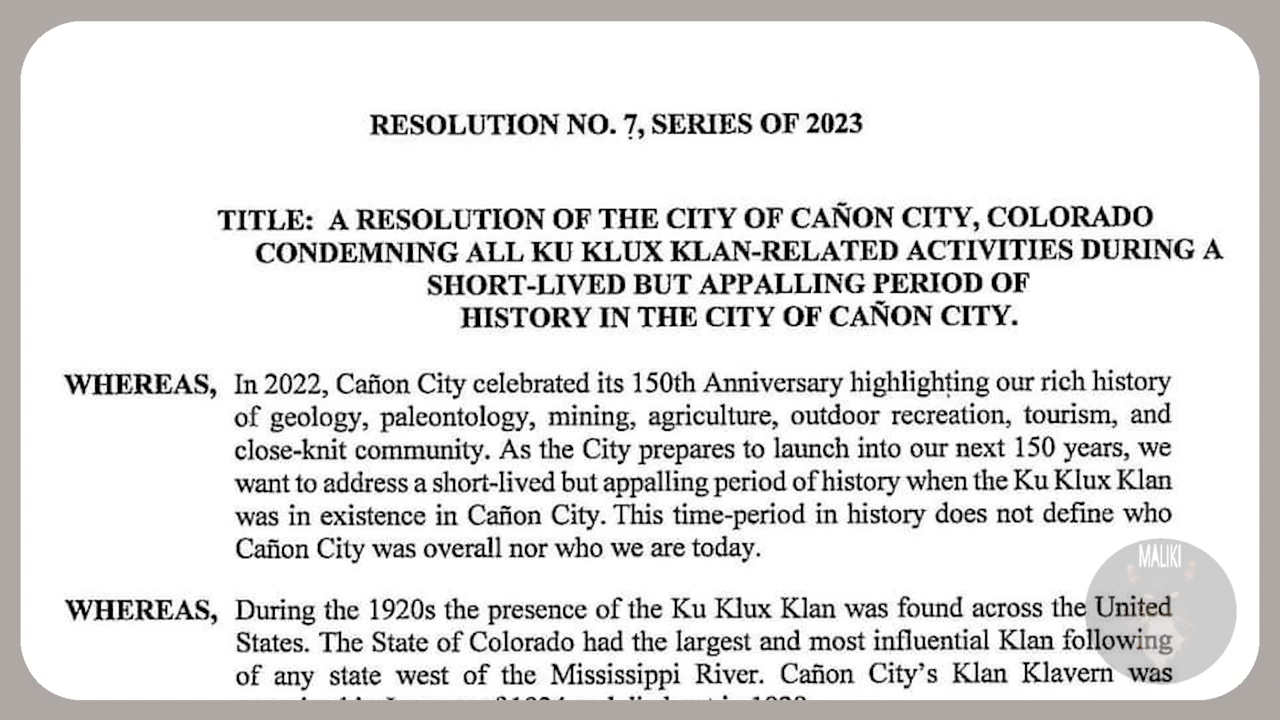 RESOLUTION NO. 7, SERIES OF 2023
TITLE: A RESOLUTION OF THE CITY OF CAÑON CITY, COLORADO
CONDEMNING ALL KU KLUX KLAN-RELATED ACTIVITIES DURING A
SHORT-LIVED BUT APPALLING PERIOD OF
HISTORY IN THE CITY OF CAÑON CITY.
WHEREAS, In 2022, Cañon City celebrated its 150th Anniversary highlighting our rich history
of geology, paleontology, mining, agriculture, outdoor recreation, tourism, and
close-knit community. As the City prepares to launch into our next 150 years, we
want to address a short-lived but appalling period of history when the Ku Klux Klan
was in existence in Cañon City. This time-period in history does not define who
Cañon City was overall nor who we are today.
WHEREAS, During the 1920s the presence of the Ku Klux Klan was found across the United
States. The State of Colorado had the largest and most influential Klan following
of any state west of the Mississippi River. Cañon City's Klan Klavern was
MALIKI